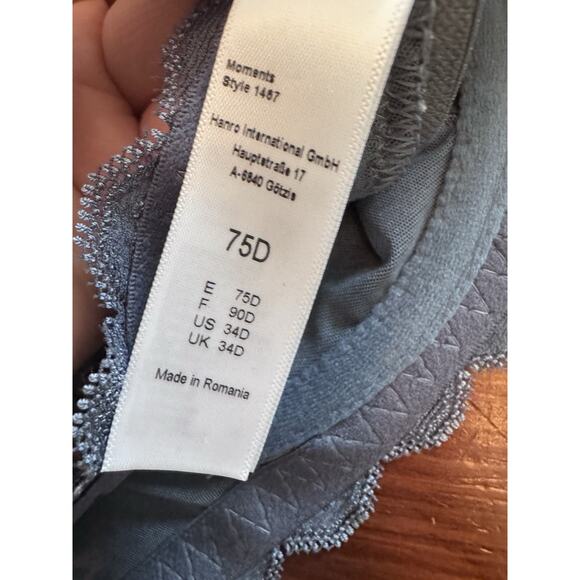 Moments
Style 1467
Hanro International GmbH
Hauptstraße 17
A-6840 Götzis
75D
E 75D
F 90D
US 34D
UK 34D
Made in Romania